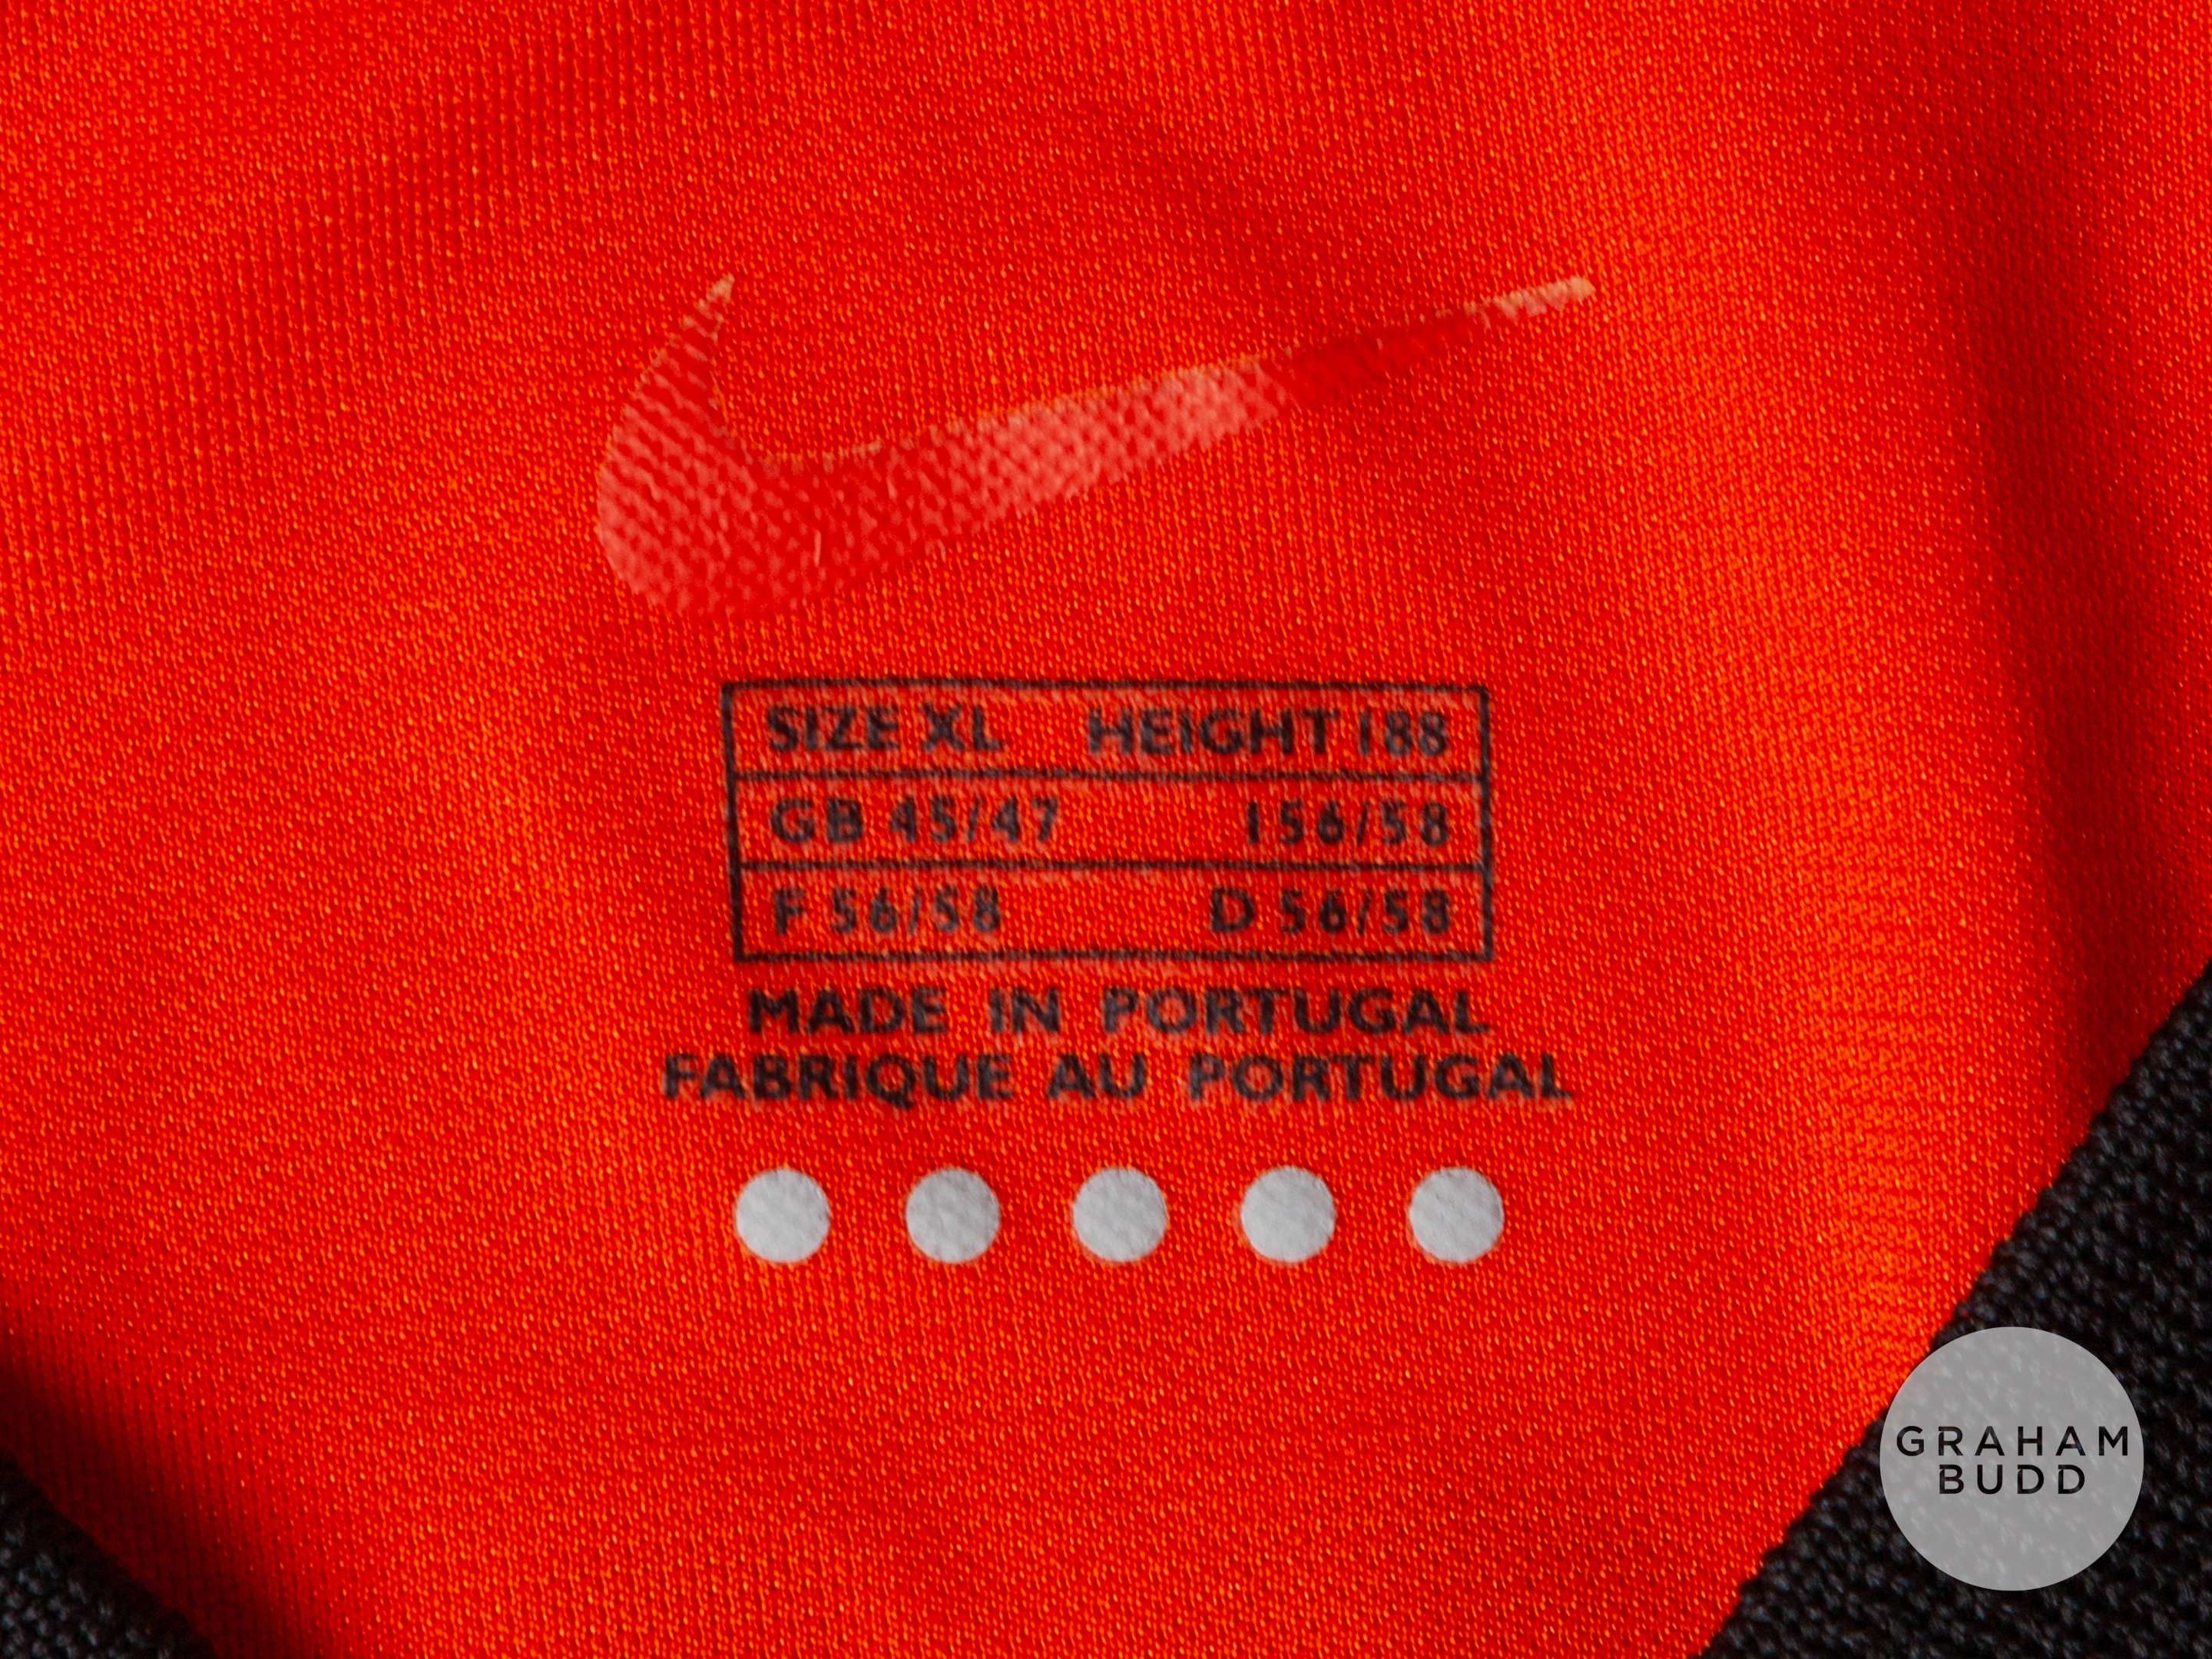 SIZE XL HEIGHT 188
GB 45/47 I 56/58
F 56/58 D 56/58
MADE IN PORTUGAL
FABRIQUE AU PORTUGAL
GRAHAM
BUDD